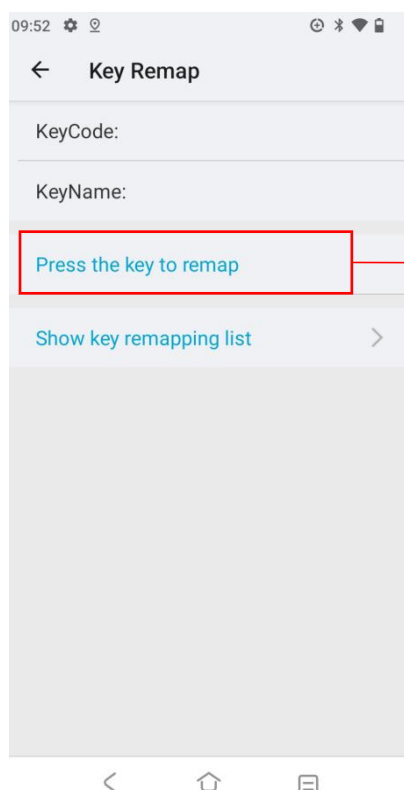 09:52
Key Remap
KeyCode:
KeyName:
Press the key to remap
Show key remapping list